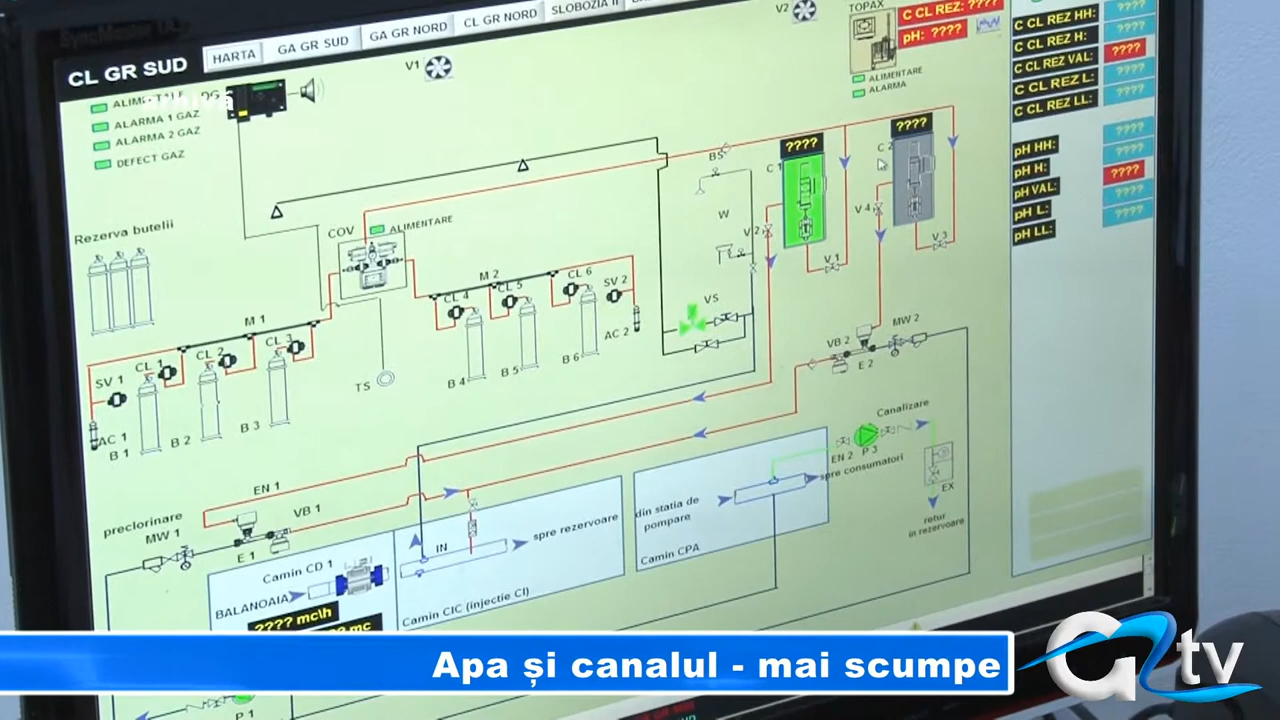 CL GR SUD
HARTA
GA GR SUD
GA GR NORD
CL GR NORD
SLOBOZIA II
V1
V2
TOPAX
C CL REZ: ????
pH: ????
ALIMENTARE
ALARMA
C CL REZ HH: ????
C CL REZ H: ????
C CL REZ VAL: ????
C CL REZ L: ????
C CL REZ LL: ????
pH HH: ????
pH H: ????
pH VAL: ????
pH L: ????
pH LL: ????
arhivă
ALARMA 1 GAZ
ALARMA 2 GAZ
DEFECT GAZ
Rezerva butelii
COV
ALIMENTARE
BS
W
C 1
????
C 2
????
V 2
V 1
V 4
V 3
M 1
M 2
CL 1
CL 2
CL 3
CL 4
CL 5
CL 6
SV 1
SV 2
AC 1
AC 2
B 1
B 2
B 3
B 4
B 5
B 6
TS
VS
VB 2
MW 2
E 2
EN 1
VB 1
preclorinare
MW 1
E 1
Camin CD 1
BALANOAIA
???? mc/h
?? mc
IN
spre rezervoare
Camin CIC (injectie CI)
din statia de
pompare
Camin CPA
EN 2
P 3
Canalizare
spre consumatori
EX
retur
in rezervoare
P 1
Apa și canalul - mai scumpe
G2 tv